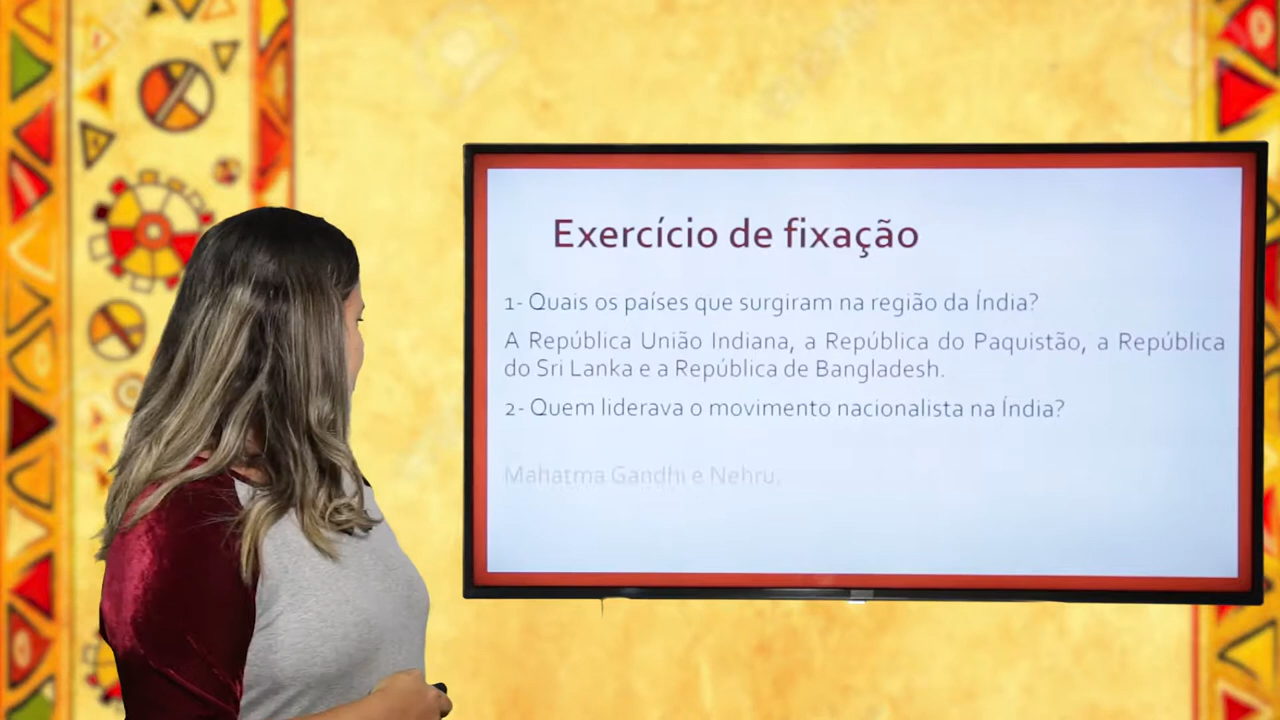 Exercício de fixação
1- Quais os países que surgiram na região da Índia?
A República União Indiana, a República do Paquistão, a República
do Sri Lanka e a República de Bangladesh.
2- Quem liderava o movimento nacionalista na Índia?
Mahatma Gandhi e Nehru.